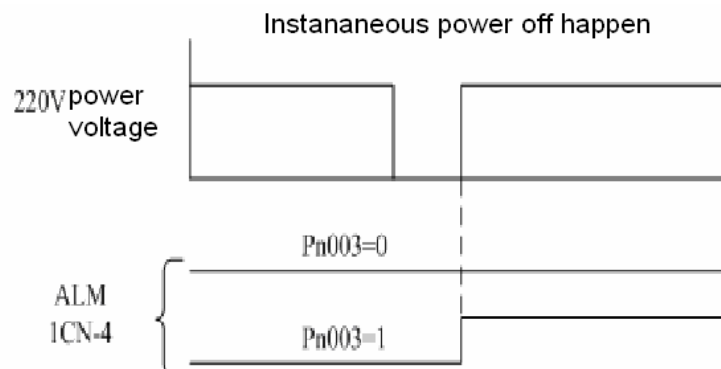 Instananeous power off happen
220V power
voltage
Pn003=0
ALM
1CN-4
Pn003=1